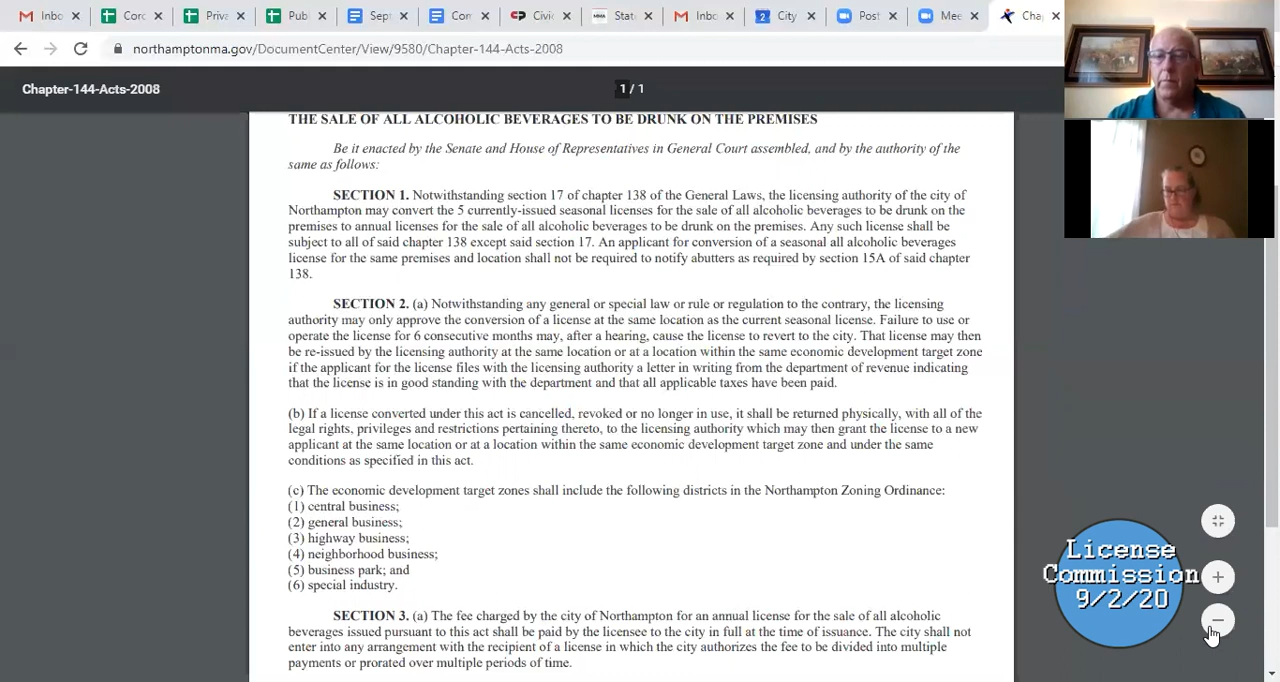 Inbo
Corc
Priva
Pub
Sept
Con
Civic
State
Inbo
City
Post
Mee
Cha
northamptonma.gov/DocumentCenter/View/9580/Chapter-144-Acts-2008
Chapter-144-Acts-2008
1 / 1
THE SALE OF ALL ALCOHOLIC BEVERAGES TO BE DRUNK ON THE PREMISES
Be it enacted by the Senate and House of Representatives in General Court assembled, and by the authority of the
same as follows:
SECTION 1. Notwithstanding section 17 of chapter 138 of the General Laws, the licensing authority of the city of
Northampton may convert the 5 currently-issued seasonal licenses for the sale of all alcoholic beverages to be drunk on the
premises to annual licenses for the sale of all alcoholic beverages to be drunk on the premises. Any such license shall be
subject to all of said chapter 138 except said section 17. An applicant for conversion of a seasonal all alcoholic beverages
license for the same premises and location shall not be required to notify abutters as required by section 15A of said chapter
138.
SECTION 2. (a) Notwithstanding any general or special law or rule or regulation to the contrary, the licensing
authority may only approve the conversion of a license at the same location as the current seasonal license. Failure to use or
operate the license for 6 consecutive months may, after a hearing, cause the license to revert to the city. That license may then
be re-issued by the licensing authority at the same location or at a location within the same economic development target zone
if the applicant for the license files with the licensing authority a letter in writing from the department of revenue indicating
that the license is in good standing with the department and that all applicable taxes have been paid.
(b) If a license converted under this act is cancelled, revoked or no longer in use, it shall be returned physically, with all of the
legal rights, privileges and restrictions pertaining thereto, to the licensing authority which may then grant the license to a new
applicant at the same location or at a location within the same economic development target zone and under the same
conditions as specified in this act.
(c) The economic development target zones shall include the following districts in the Northampton Zoning Ordinance:
(1) central business;
(2) general business;
(3) highway business;
(4) neighborhood business;
(5) business park; and
(6) special industry.
SECTION 3. (a) The fee charged by the city of Northampton for an annual license for the sale of all alcoholic
beverages issued pursuant to this act shall be paid by the licensee to the city in full at the time of issuance. The city shall not
enter into any arrangement with the recipient of a license in which the city authorizes the fee to be divided into multiple
payments or prorated over multiple periods of time.
License
Commission
9/2/20